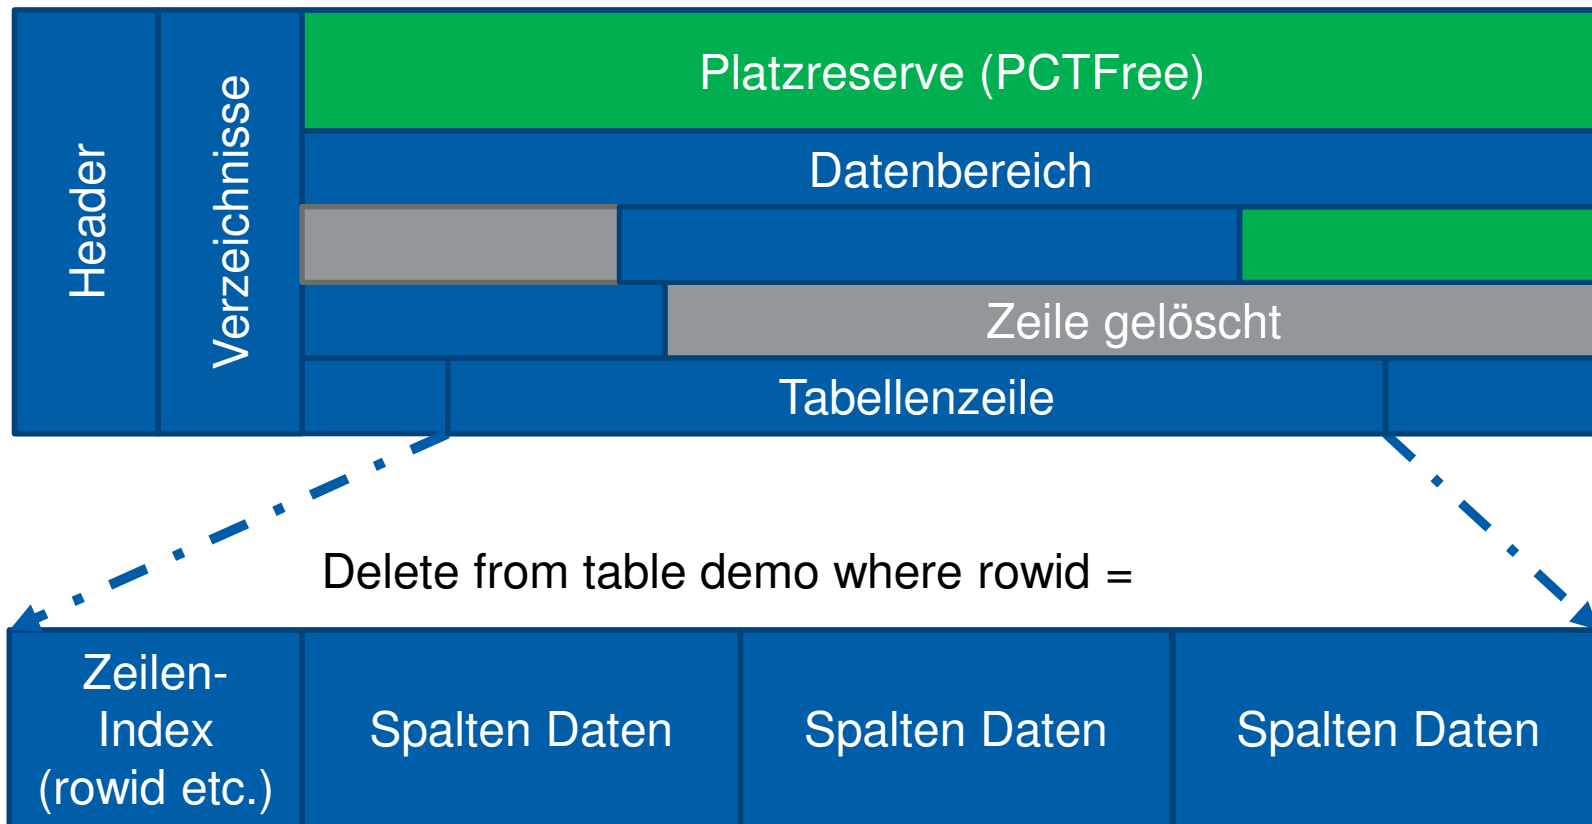 Header
Verzeichnisse
Platzreserve (PCTFree)
Datenbereich
Zeile gelöscht
Tabellenzeile
Delete from table demo where rowid =
Zeilen-
Index
(rowid etc.)
Spalten Daten
Spalten Daten
Spalten Daten